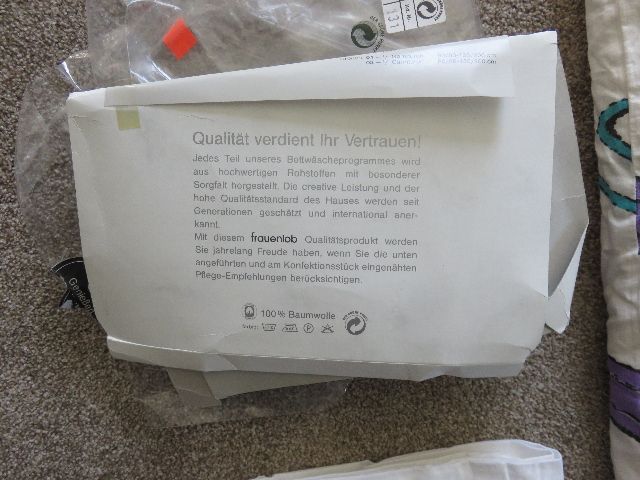 131
Qualität verdient Ihr Vertrauen!
Jedes Teil unseres Bettwäscheprogrammes wird
aus hochwertigen Rohstoffen mit besonderer
Sorgfalt hergestellt. Die creative Leistung und der
hohe Qualitätsstandard des Hauses werden seit
Generationen geschätzt und international aner-
kannt.
Mit diesem frauenlob Qualitätsprodukt werden
Sie jahrelang Freude haben, wenn Sie die unten
angeführten und am Konfektionsstück eingenähten
Pflege-Empfehlungen berücksichtigen.
100% Baumwolle